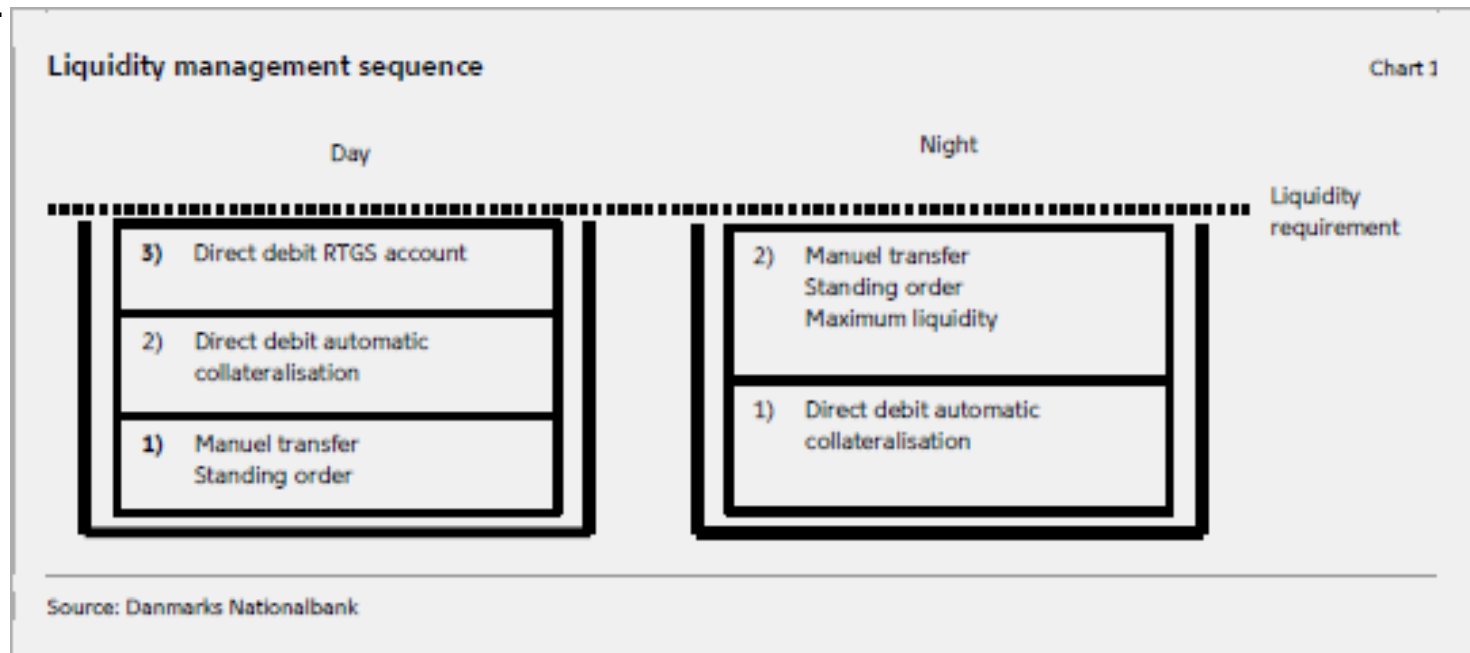 Liquidity management sequence
Chart 1
Day
Night
Liquidity
requirement
3) Direct debit RTGS account
2) Direct debit automatic
collateralisation
1) Manuel transfer
Standing order
2) Manuel transfer
Standing order
Maximum liquidity
1) Direct debit automatic
collateralisation
Source: Danmarks Nationalbank